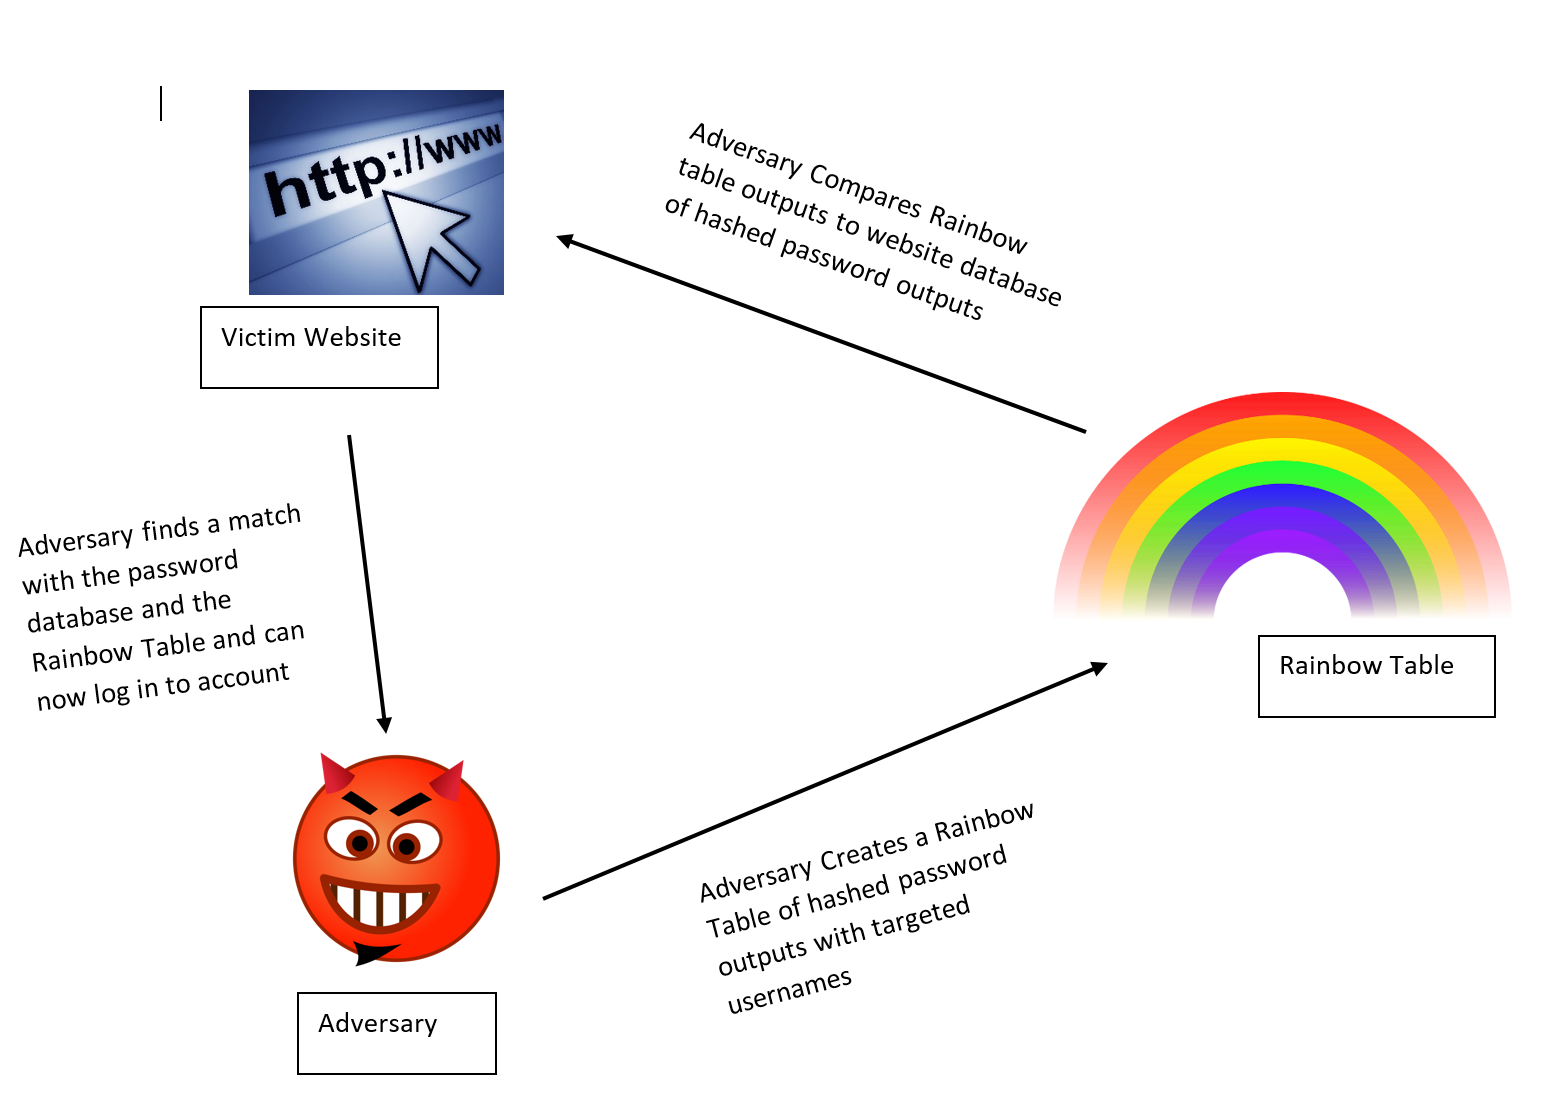 http://www
Victim Website
Adversary Compares Rainbow
table outputs to website database
of hashed password outputs
Adversary finds a match
with the password
database and the
Rainbow Table and can
now log in to account
Rainbow Table
Adversary Creates a Rainbow
Table of hashed password
outputs with targeted
usernames
Adversary